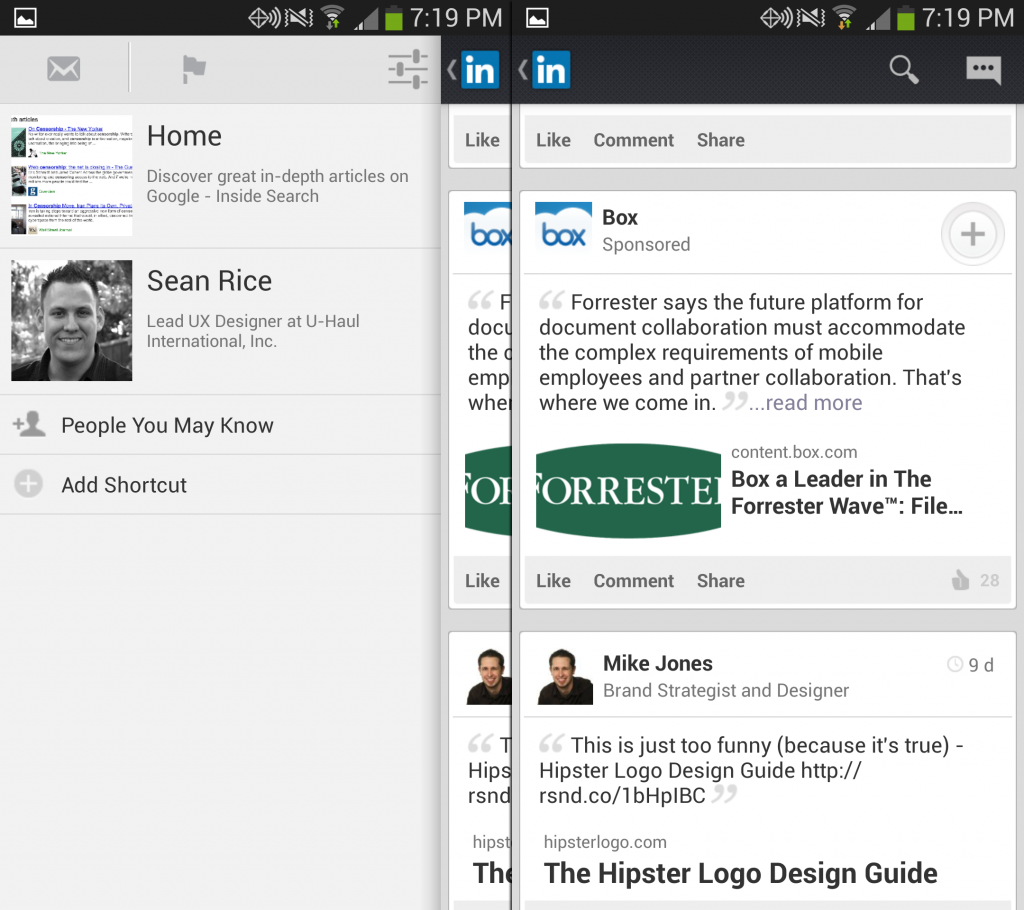 7:19 PM
in
Home
Discover great in-depth articles on
Google - Inside Search
Sean Rice
Lead UX Designer at U-Haul
International, Inc.
People You May Know
Add Shortcut
Like
box
F
docu
the c
emp
wher
FOR
Like
T
Hips
rsnd
hipst
The
7:19 PM
in
Like Comment Share
box
Box
Sponsored
“ Forrester says the future platform for
document collaboration must accommodate
the complex requirements of mobile
employees and partner collaboration. That's
where we come in. ” ...read more
FORRESTER
content.box.com
Box a Leader in The
Forrester Wave™: File...
Like Comment Share 28
Mike Jones
9 d
Brand Strategist and Designer
“ This is just too funny (because it's true) -
Hipster Logo Design Guide http://
rsnd.co/1bHpIBC ”
hipsterlogo.com
The Hipster Logo Design Guide